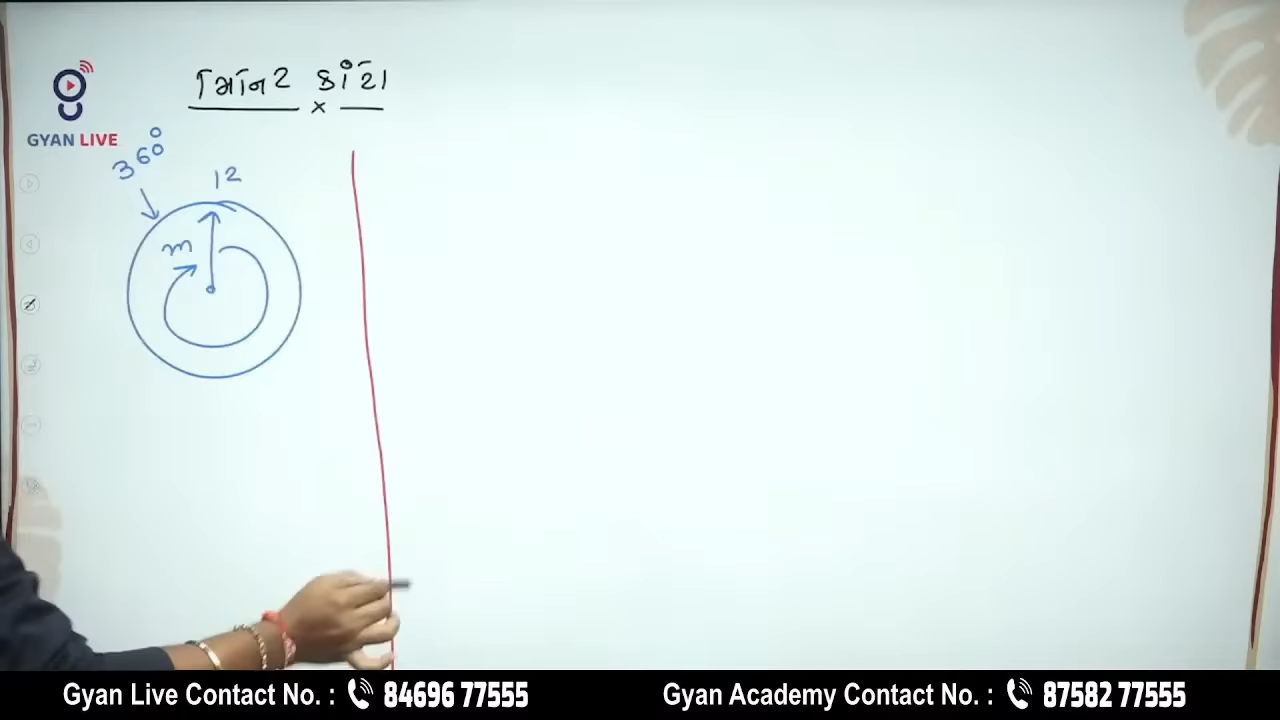 મિનિટ કાંટા
×
GYAN LIVE
360°
12
m
Gyan Live Contact No. : 84696 77555
Gyan Academy Contact No. : 87582 77555